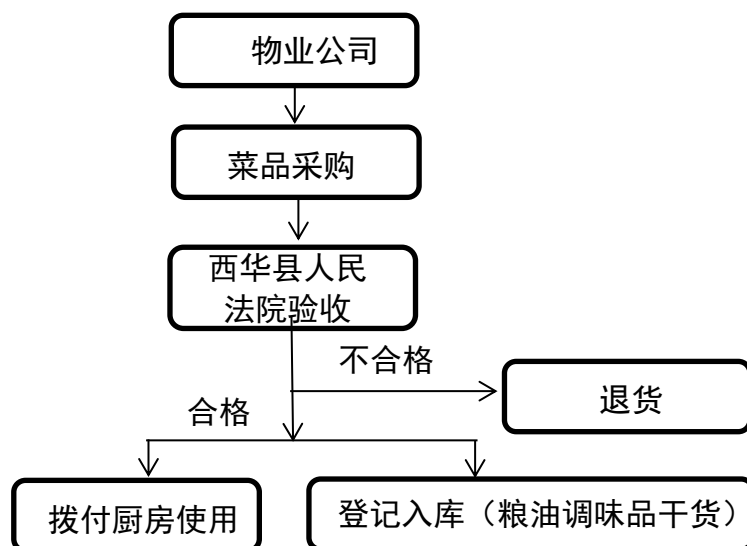 物业公司
菜品采购
西华县人民
法院验收
不合格
退货
合格
拨付厨房使用
登记入库（粮油调味品干货）